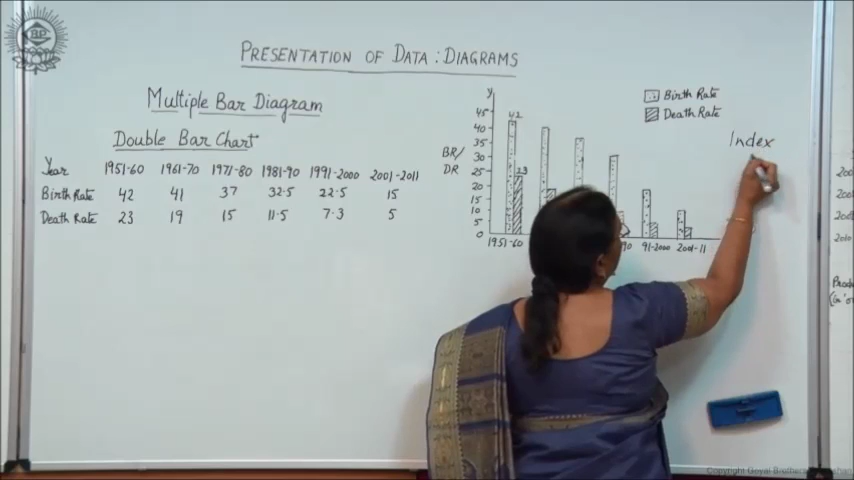 PRESENTATION OF DATA : DIAGRAMS
Multiple Bar Diagram
Double Bar Chart
Year 1951-60 1961-70 1971-80 1981-90 1991-2000 2001-2011
Birth Rate 42 41 37 32.5 22.5 15
Death Rate 23 19 15 11.5 7.3 5
Birth Rate
Death Rate
Index
y
BR/
DR
45
40
35
30
25
20
15
10
5
0
42
23
1951-60 90 91-2000 2001-11